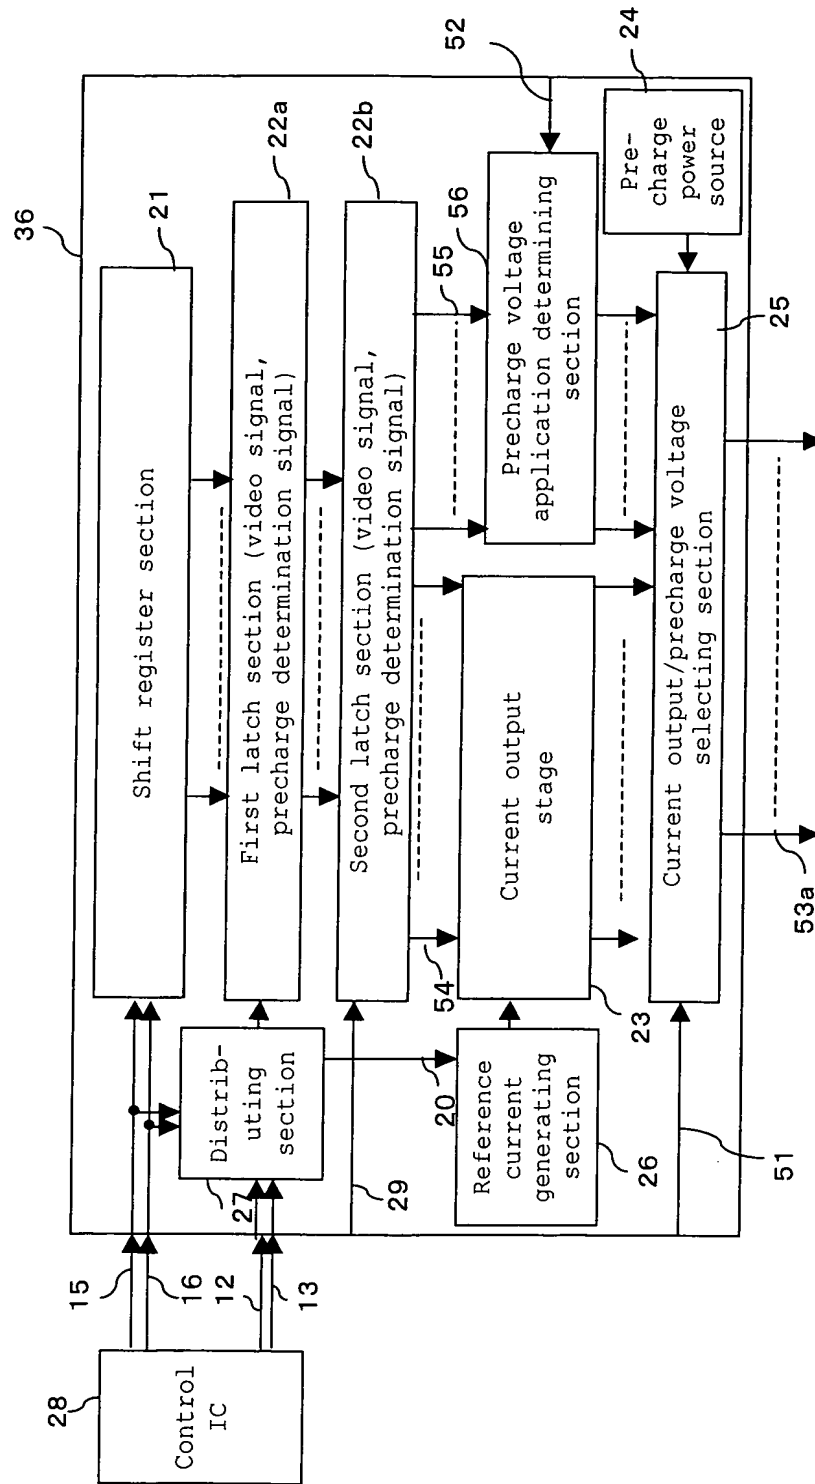 36
21
Shift register section
22a
First latch section (video signal,
precharge determination signal)
22b
Second latch section (video signal,
precharge determination signal)
28
Control
IC
15
16
12
13
Distrib-
uting
section
27
29
20
54
55
56
52
Reference
current
generating
section
26
Current output
stage
23
Precharge voltage
application determining
section
24
Pre-
charge
power
source
51
Current output/precharge voltage
selecting section
25
53a